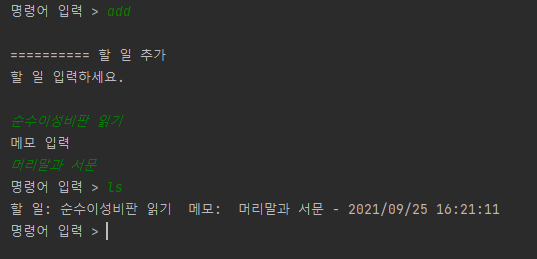 명령어 입력 > add
========== 할 일 추가
할 일 입력하세요.
순수이성비판 읽기
메모 입력
머리말과 서문
명령어 입력 > ls
할 일: 순수이성비판 읽기  메모:  머리말과 서문 - 2021/09/25 16:21:11
명령어 입력 >